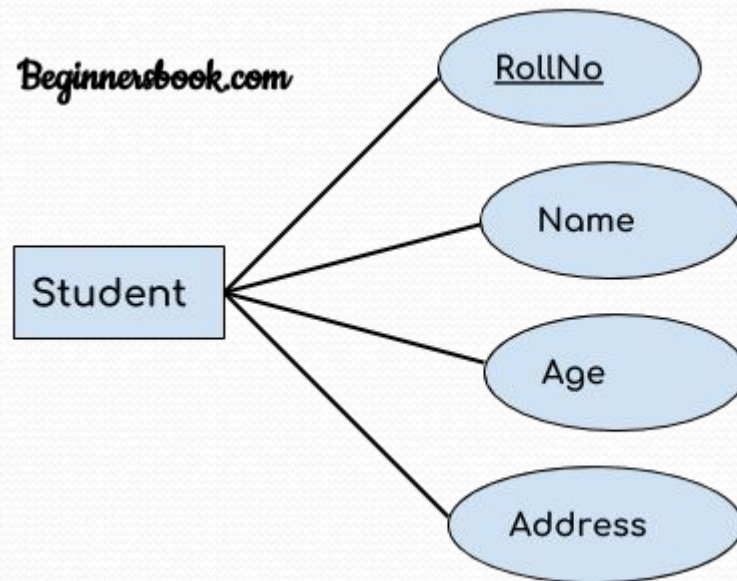 Beginnersbook.com
RollNo
Name
Student
Age
Address